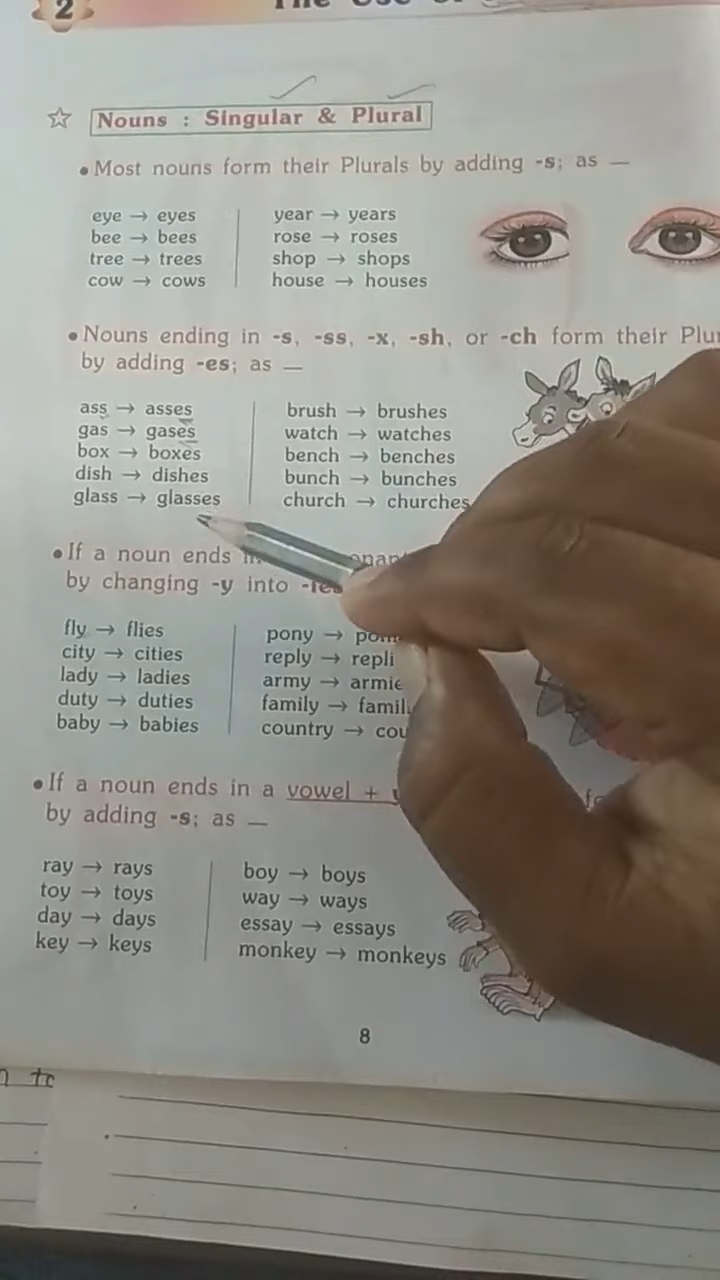 2
The Use of
Nouns : Singular & Plural
• Most nouns form their Plurals by adding -s; as —
eye → eyes
bee → bees
tree → trees
cow → cows
year → years
rose → roses
shop → shops
house → houses
• Nouns ending in -s, -ss, -x, -sh, or -ch form their
by adding -es; as —
ass → asses
gas → gases
box → boxes
dish → dishes
glass → glasses
brush → brushes
watch → watches
bench → benches
bunch → bunches
church → churches
• If a noun ends
by changing -y into
fly → flies
city → cities
lady → ladies
duty → duties
baby → babies
pony →
reply →
army →
family →
country →
• If a noun ends in a vowel +
by adding -s; as —
ray → rays
toy → toys
day → days
key → keys
boy → boys
way → ways
essay → essays
monkey → monkeys
8